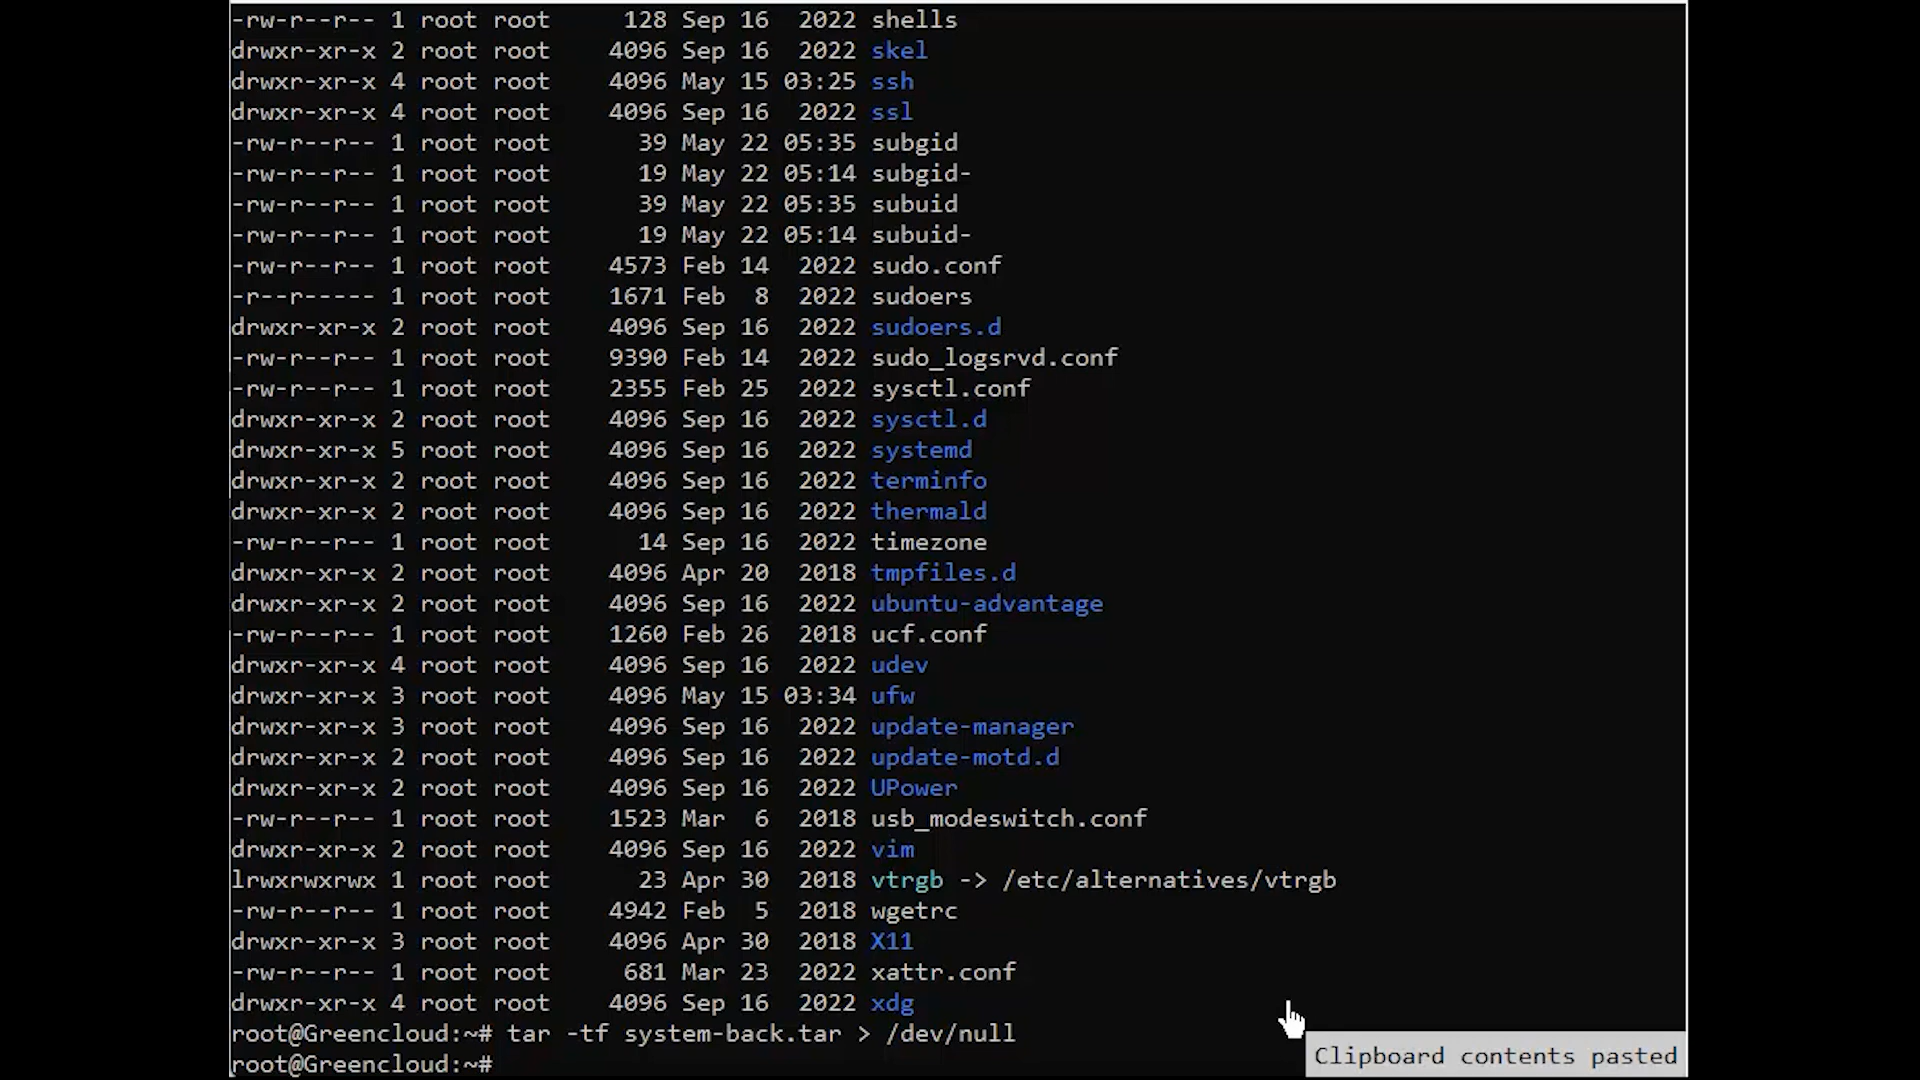 -rw-r--r-- 1 root root     128 Sep 16  2022 shells
drwxr-xr-x 2 root root    4096 Sep 16  2022 skel
drwxr-xr-x 4 root root    4096 May 15 03:25 ssh
drwxr-xr-x 4 root root    4096 Sep 16  2022 ssl
-rw-r--r-- 1 root root      39 May 22 05:35 subgid
-rw-r--r-- 1 root root      19 May 22 05:14 subgid-
-rw-r--r-- 1 root root      39 May 22 05:35 subuid
-rw-r--r-- 1 root root      19 May 22 05:14 subuid-
-rw-r--r-- 1 root root    4573 Feb 14  2022 sudo.conf
-r--r----- 1 root root    1671 Feb  8  2022 sudoers
drwxr-xr-x 2 root root    4096 Sep 16  2022 sudoers.d
-rw-r--r-- 1 root root    9390 Feb 14  2022 sudo_logsrvd.conf
-rw-r--r-- 1 root root    2355 Feb 25  2022 sysctl.conf
drwxr-xr-x 2 root root    4096 Sep 16  2022 sysctl.d
drwxr-xr-x 5 root root    4096 Sep 16  2022 systemd
drwxr-xr-x 2 root root    4096 Sep 16  2022 terminfo
drwxr-xr-x 2 root root    4096 Sep 16  2022 thermald
-rw-r--r-- 1 root root      14 Sep 16  2022 timezone
drwxr-xr-x 2 root root    4096 Apr 20  2018 tmpfiles.d
drwxr-xr-x 2 root root    4096 Sep 16  2022 ubuntu-advantage
-rw-r--r-- 1 root root    1260 Feb 26  2018 ucf.conf
drwxr-xr-x 4 root root    4096 Sep 16  2022 udev
drwxr-xr-x 3 root root    4096 May 15 03:34 ufw
drwxr-xr-x 3 root root    4096 Sep 16  2022 update-manager
drwxr-xr-x 2 root root    4096 Sep 16  2022 update-motd.d
drwxr-xr-x 2 root root    4096 Sep 16  2022 UPower
-rw-r--r-- 1 root root    1523 Mar  6  2018 usb_modeswitch.conf
drwxr-xr-x 2 root root    4096 Sep 16  2022 vim
lrwxrwxrwx 1 root root      23 Apr 30  2018 vtrgb -> /etc/alternatives/vtrgb
-rw-r--r-- 1 root root    4942 Feb  5  2018 wgetrc
drwxr-xr-x 3 root root    4096 Apr 30  2018 X11
-rw-r--r-- 1 root root     681 Mar 23  2022 xattr.conf
drwxr-xr-x 4 root root    4096 Sep 16  2022 xdg
root@Greencloud:~# tar -tf system-back.tar > /dev/null
root@Greencloud:~#
Clipboard contents pasted